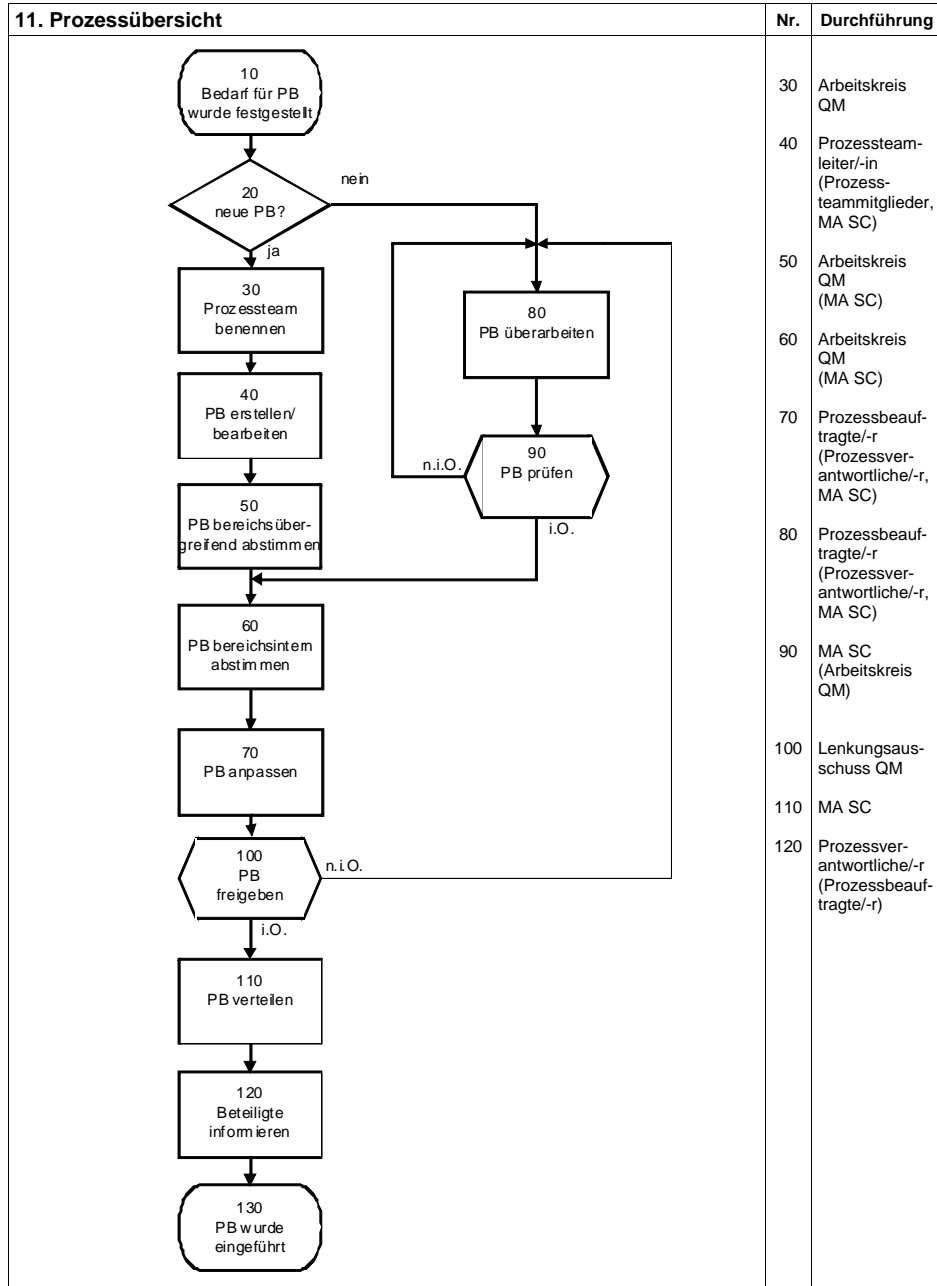 11. Prozessübersicht
Nr.
Durchführung
10
Bedarf für PB
wurde festgestellt
20
neue PB?
nein
ja
30
Prozessteam
benennen
40
PB erstellen/
bearbeiten
50
PB bereichsüber-
greifend abstimmen
60
PB bereichsintern
abstimmen
70
PB anpassen
80
PB überarbeiten
90
PB prüfen
n.i.O.
i.O.
100
PB
freigeben
n.i.O.
i.O.
110
PB verteilen
120
Beteiligte
informieren
130
PB wurde
eingeführt
30 Arbeitskreis
QM
40 Prozessteam-
leiter/-in
(Prozess-
teammitglieder,
MA SC)
50 Arbeitskreis
QM
(MA SC)
60 Arbeitskreis
QM
(MA SC)
70 Prozessbeauf-
tragte/-r
(Prozessver-
antwortliche/-r,
MA SC)
80 Prozessbeauf-
tragte/-r
(Prozessver-
antwortliche/-r,
MA SC)
90 MA SC
(Arbeitskreis
QM)
100 Lenkungsaus-
schuss QM
110 MA SC
120 Prozessver-
antwortliche/-r
(Prozessbeauf-
tragte/-r)